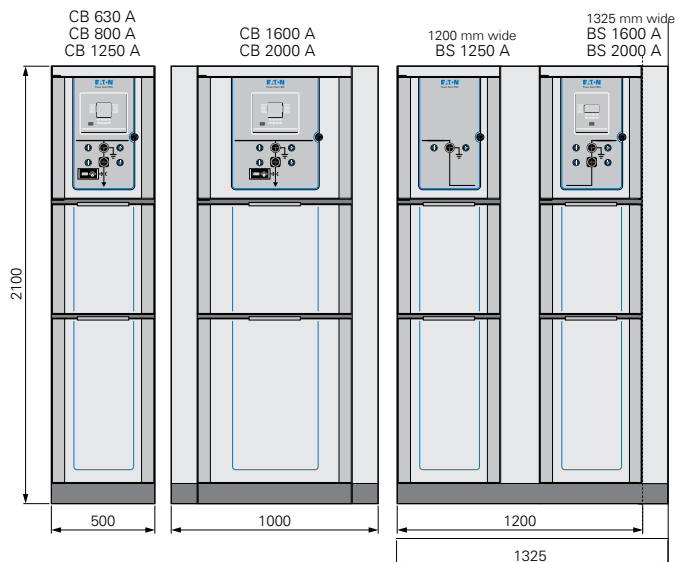 CB 630 A
CB 800 A
CB 1250 A
CB 1600 A
CB 2000 A
1200 mm wide
BS 1250 A
1325 mm wide
BS 1600 A
BS 2000 A
EATON
EATON
EATON
EATON
2100
500
1000
1200
1325